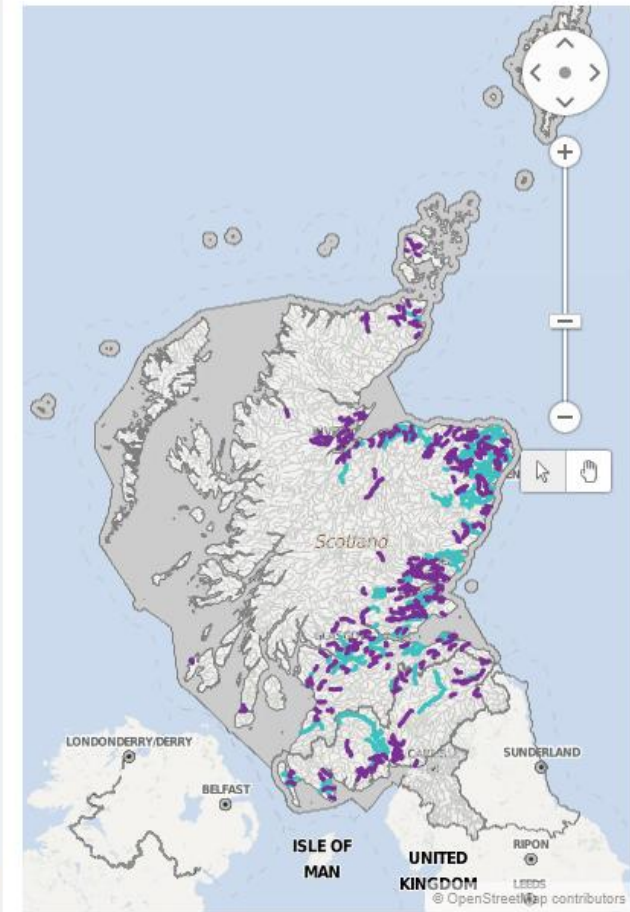 Scotland
LONDONDERRY/DERRY
SUNDERLAND
BELFAST
ISLE OF
MAN
UNITED
KINGDOM
RIPON
LEEDS
© OpenStreetMap contributors